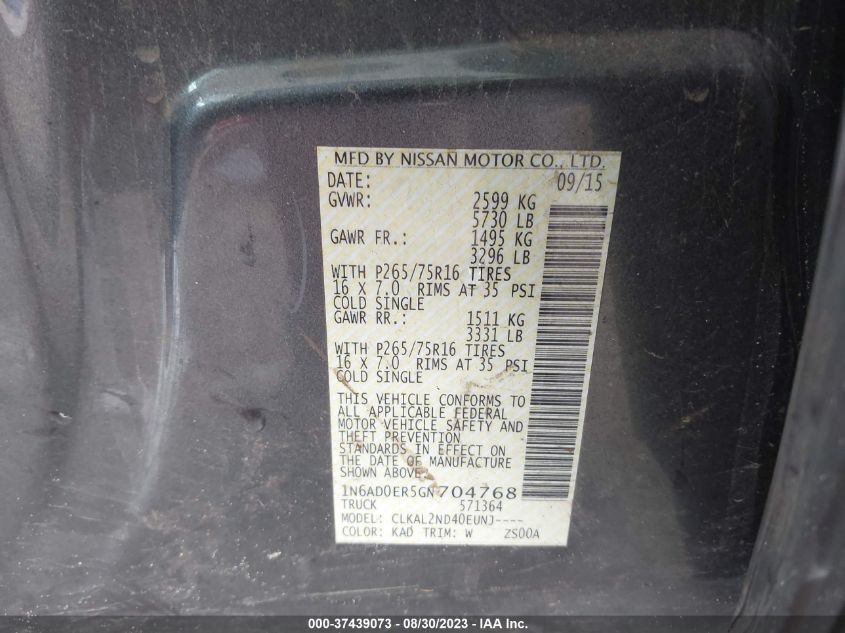 MFD BY NISSAN MOTOR CO., LTD.
DATE: 09/15
GVWR: 2599 KG
5730 LB
GAWR FR.: 1495 KG
3296 LB
WITH P265/75R16 TIRES
16 X 7.0 RIMS AT 35 PSI
COLD SINGLE
GAWR RR.: 1511 KG
3331 LB
WITH P265/75R16 TIRES
16 X 7.0 RIMS AT 35 PSI
COLD SINGLE
THIS VEHICLE CONFORMS TO
ALL APPLICABLE FEDERAL
MOTOR VEHICLE SAFETY AND
THEFT PREVENTION
STANDARDS IN EFFECT ON
THE DATE OF MANUFACTURE
SHOWN ABOVE.
1N6AD0ER5GN704768
TRUCK 571364
MODEL: CLKAL2ND40EUNJ----
COLOR: KAD TRIM: W ZS00A
000-37439073 - 08/30/2023 - IAA Inc.